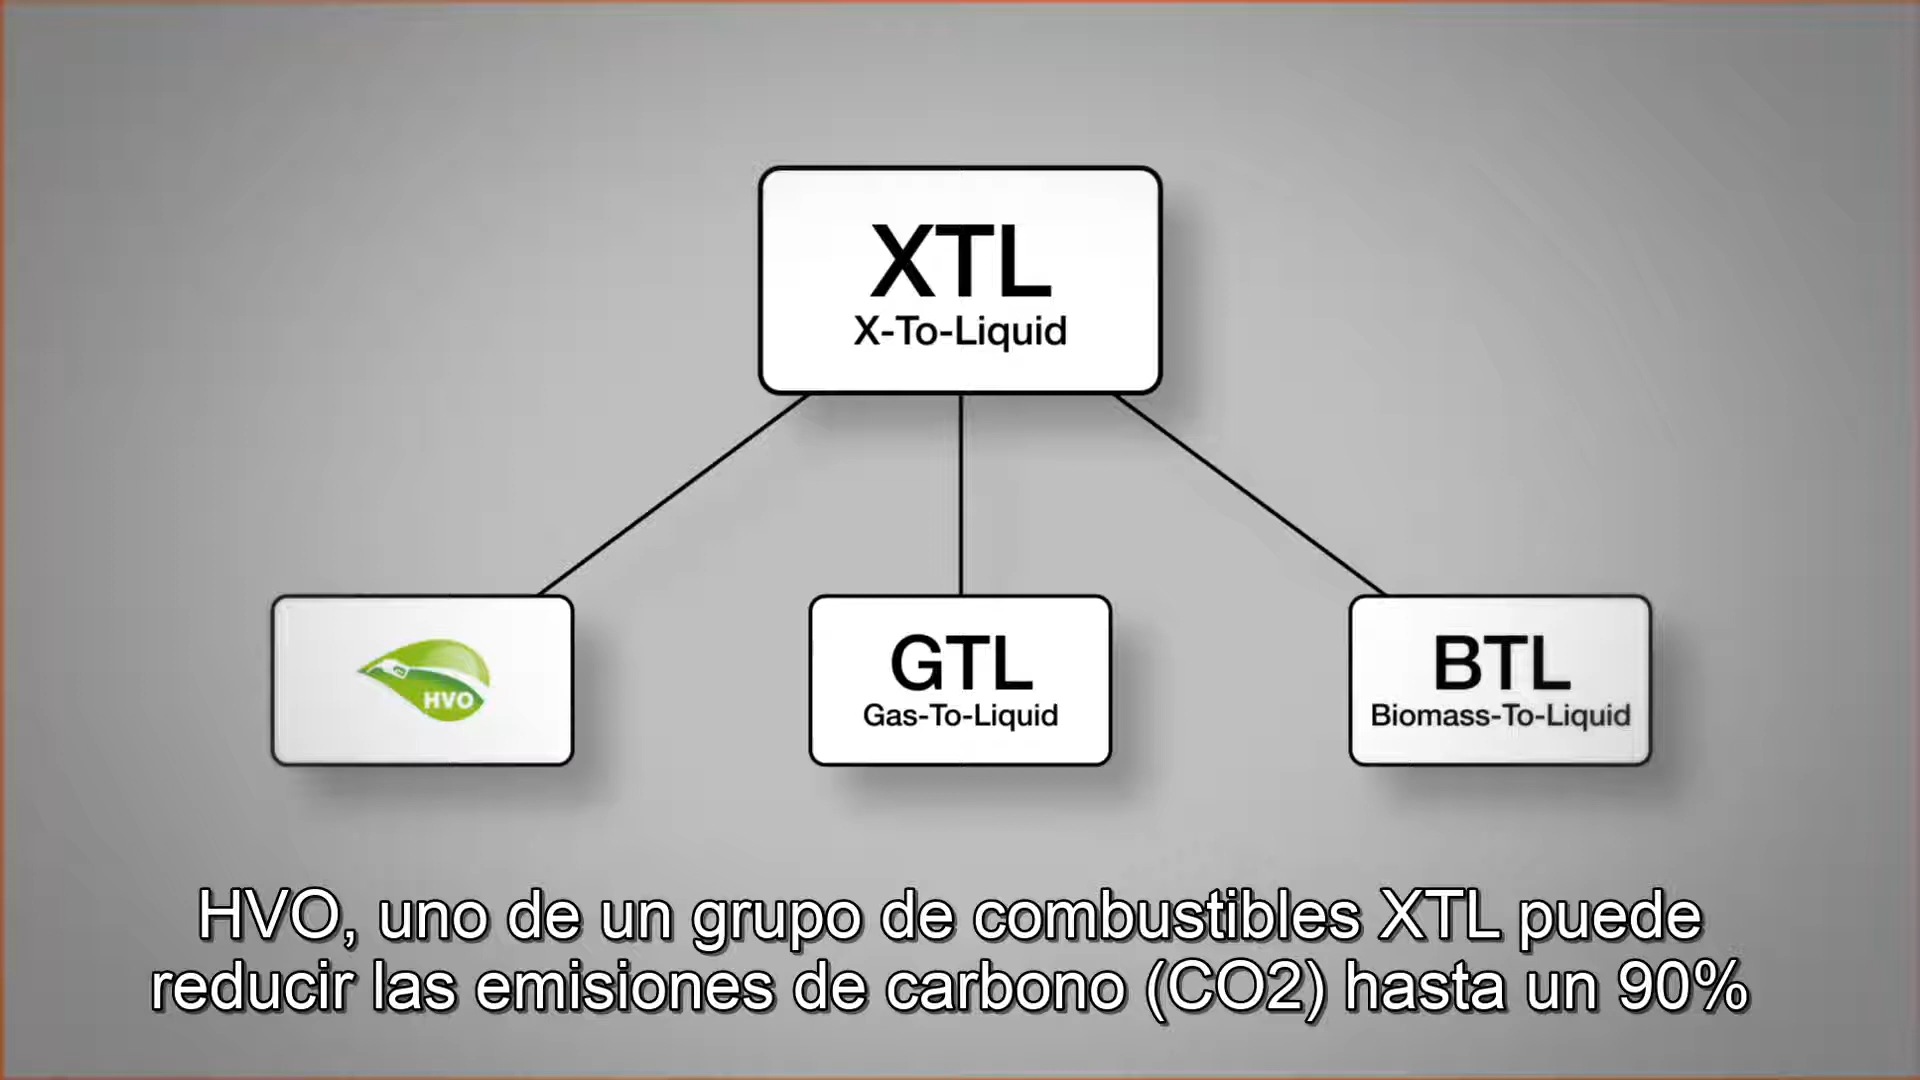 XTL
X-To-Liquid
HVO
GTL
Gas-To-Liquid
BTL
Biomass-To-Liquid
HVO, uno de un grupo de combustibles XTL puede
reducir las emisiones de carbono (CO2) hasta un 90%